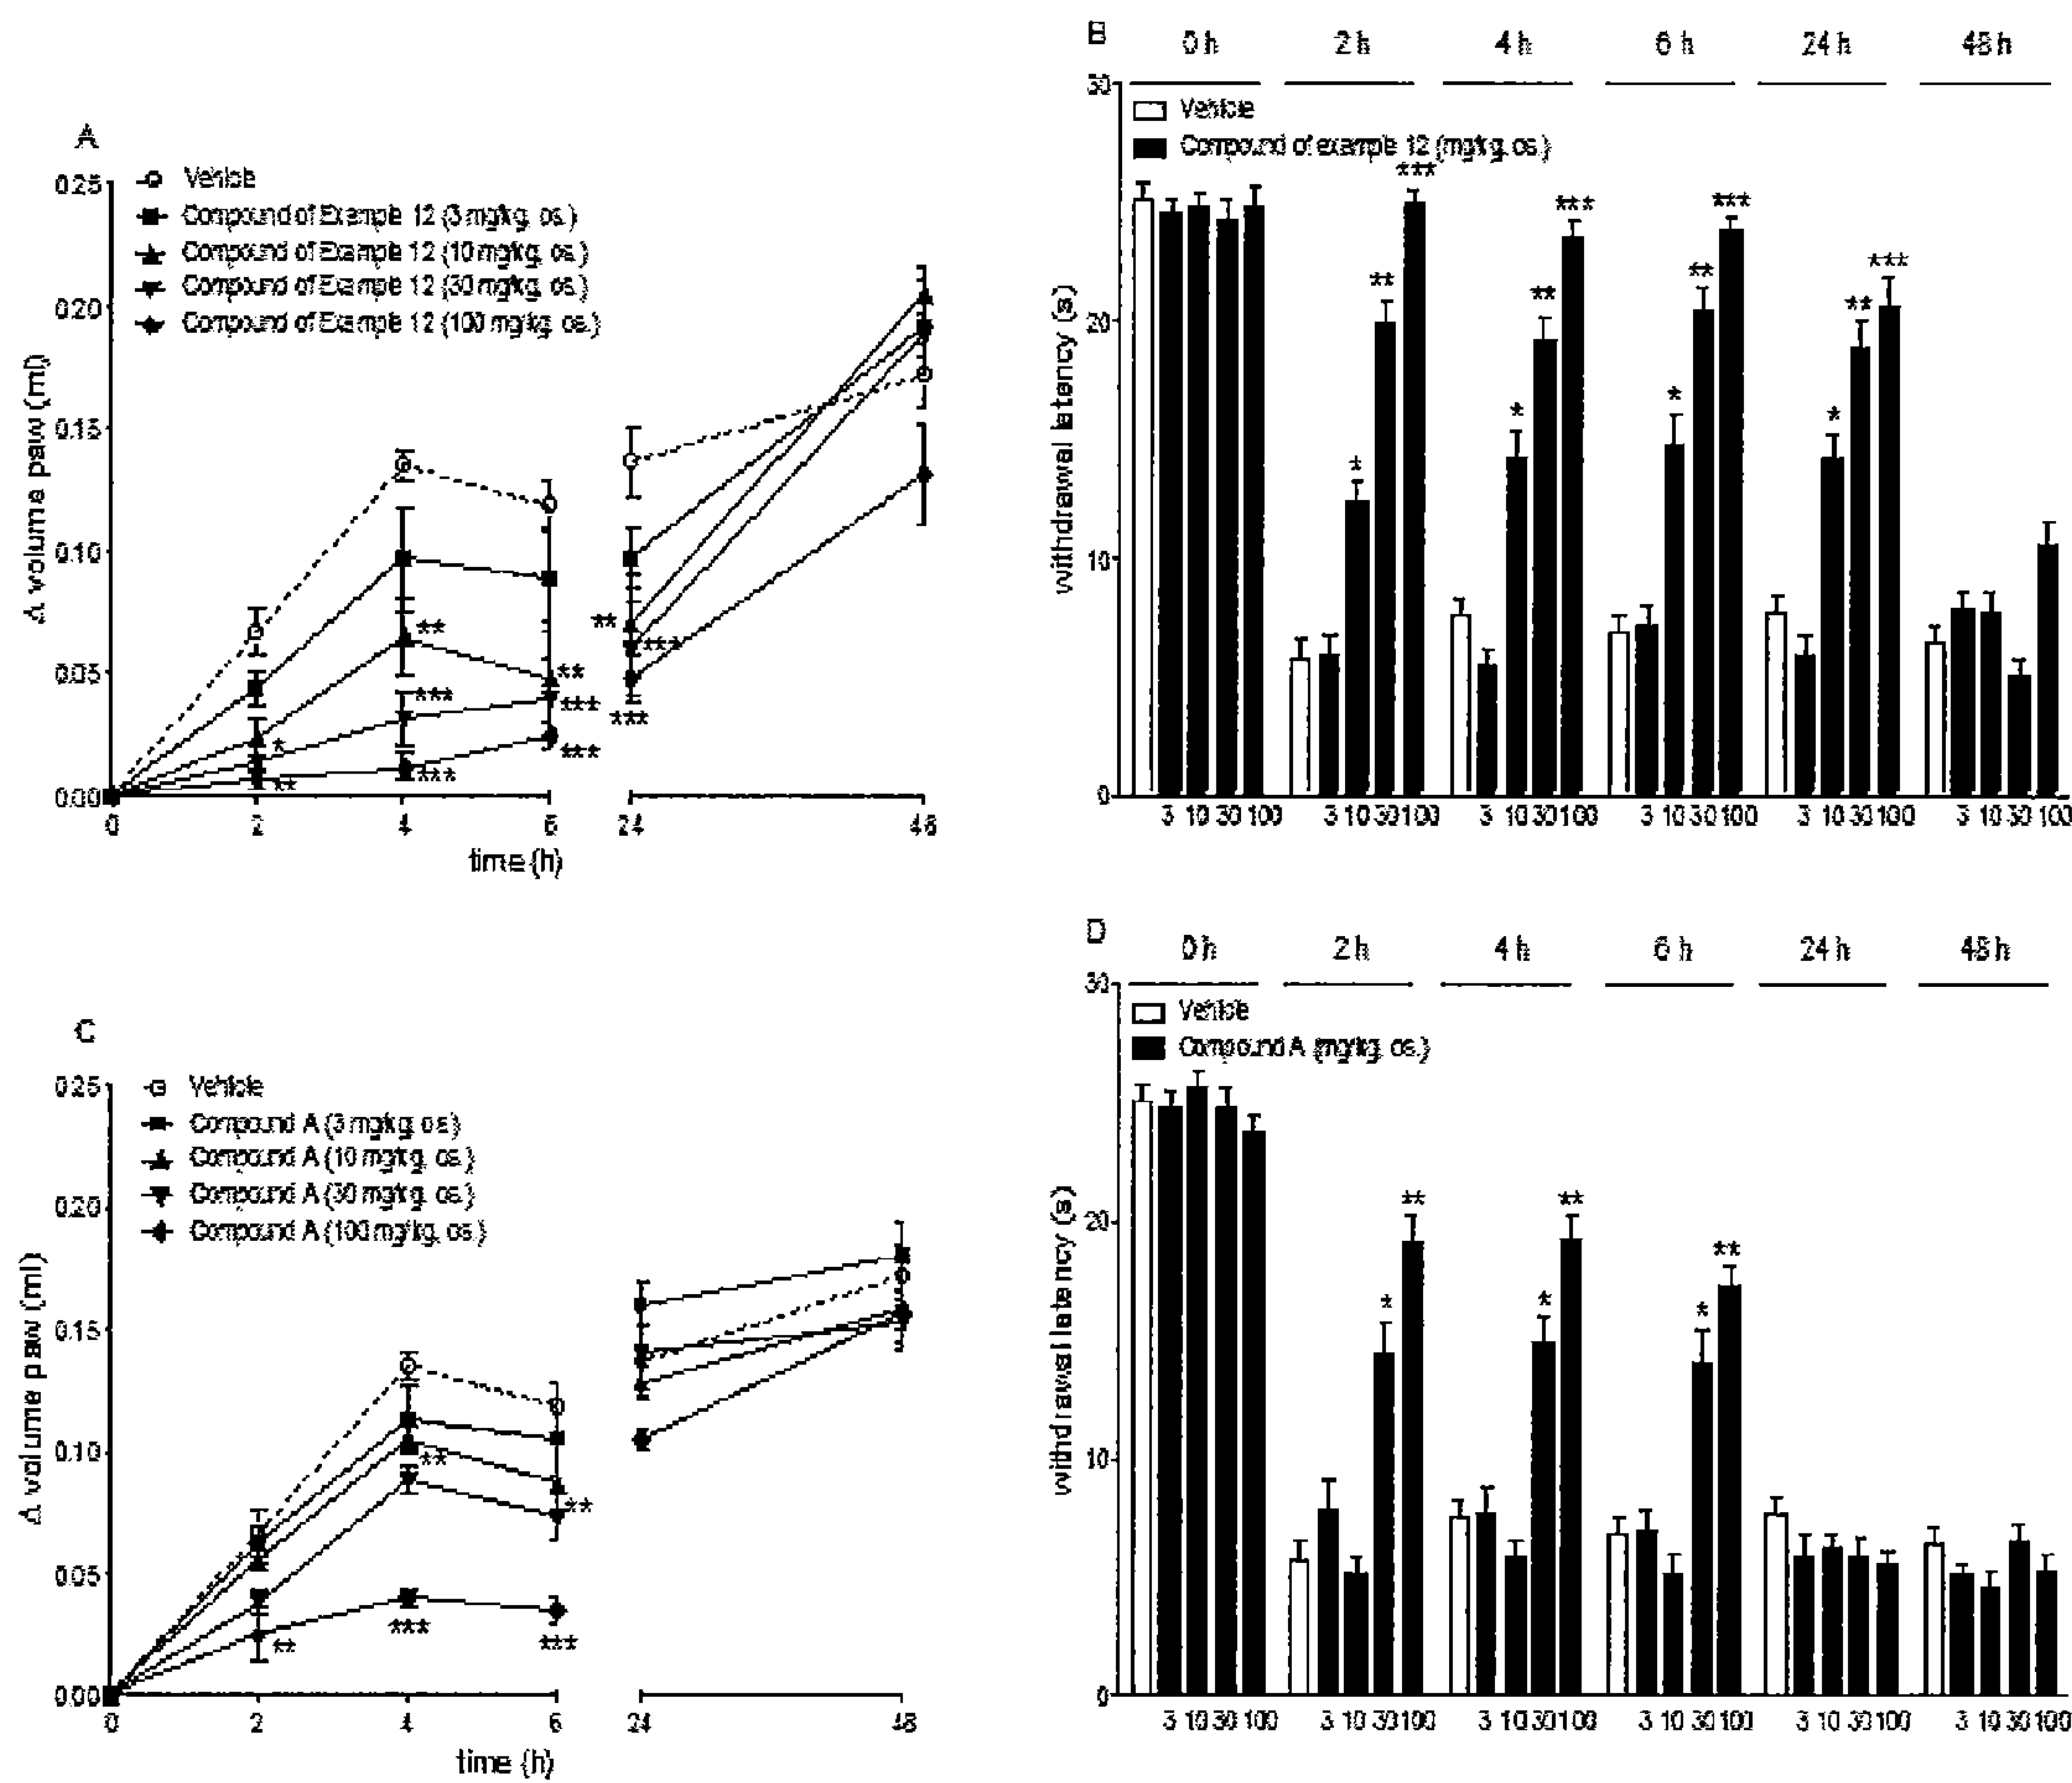 A
Vehicle
Compound of Example 12 (3 mg/kg. os.)
Compound of Example 12 (10 mg/kg. os.)
Compound of Example 12 (30 mg/kg. os.)
Compound of Example 12 (100 mg/kg. os.)
0.25
0.20
0.15
0.10
0.05
0.00
Δ volume paw (ml)
** *** ** *** ** *** *** *** * ** ***
0 2 4 6 24 48
time (h)
B
0 h 2 h 4 h 6 h 24 h 48 h
Vehicle
Compound of example 12 (mg/kg. os.)
30
20
10
0
withdrawal latency (s)
* ** *** * ** *** * ** *** * ** ***
3 10 30 100 3 10 30 100 3 10 30 100 3 10 30 100 3 10 30 100 3 10 30 100
C
Vehicle
Compound A (3 mg/kg. os.)
Compound A (10 mg/kg. os.)
Compound A (30 mg/kg. os.)
Compound A (100 mg/kg. os.)
0.25
0.20
0.15
0.10
0.05
0.00
Δ volume paw (ml)
** ** ** *** ***
0 2 4 6 24 48
time (h)
D
0 h 2 h 4 h 6 h 24 h 48 h
Vehicle
Compound A (mg/kg. os.)
30
20
10
0
withdrawal latency (s)
* ** * ** * **
3 10 30 100 3 10 30 100 3 10 30 100 3 10 30 100 3 10 30 100 3 10 30 100